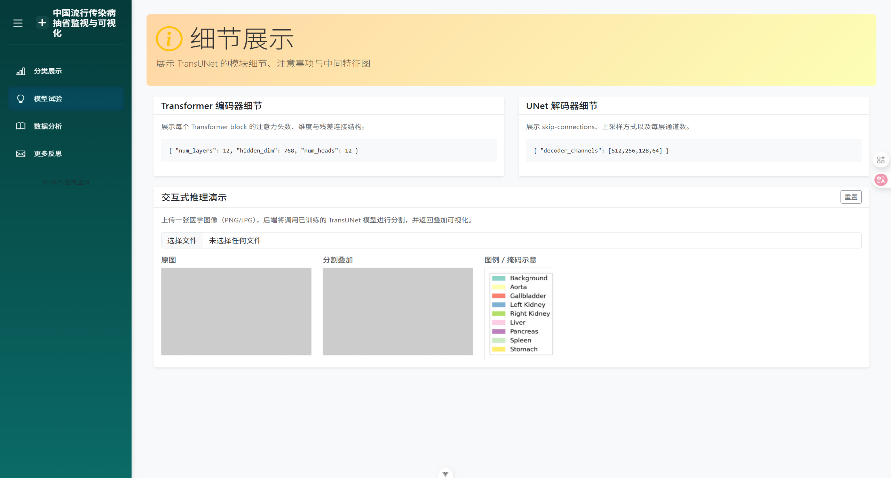 中国流行传染病
抽省监视与可视
化
分类展示
模型试验
数据分析
更多反思
细节展示
展示 TransUNet 的模块细节、注意事项与中间特征图
Transformer 编码器细节
展示每个 Transformer block 的注意力头数、维度与残差连接结构:
{ "num_layers": 12, "hidden_dim": 768, "num_heads": 12 }
UNet 解码器细节
展示 skip-connections、上采样方式以及每层通道数。
{ "decoder_channels": [512,256,128,64] }
交互式推理演示
重置
上传一张医学图像（PNG/JPG），后端将调用已训练的 TransUNet 模型进行分割，并返回叠加可视化。
选择文件 未选择任何文件
原图
分割叠加
图例 / 掩码示意
Background
Aorta
Gallbladder
Left Kidney
Right Kidney
Liver
Pancreas
Spleen
Stomach